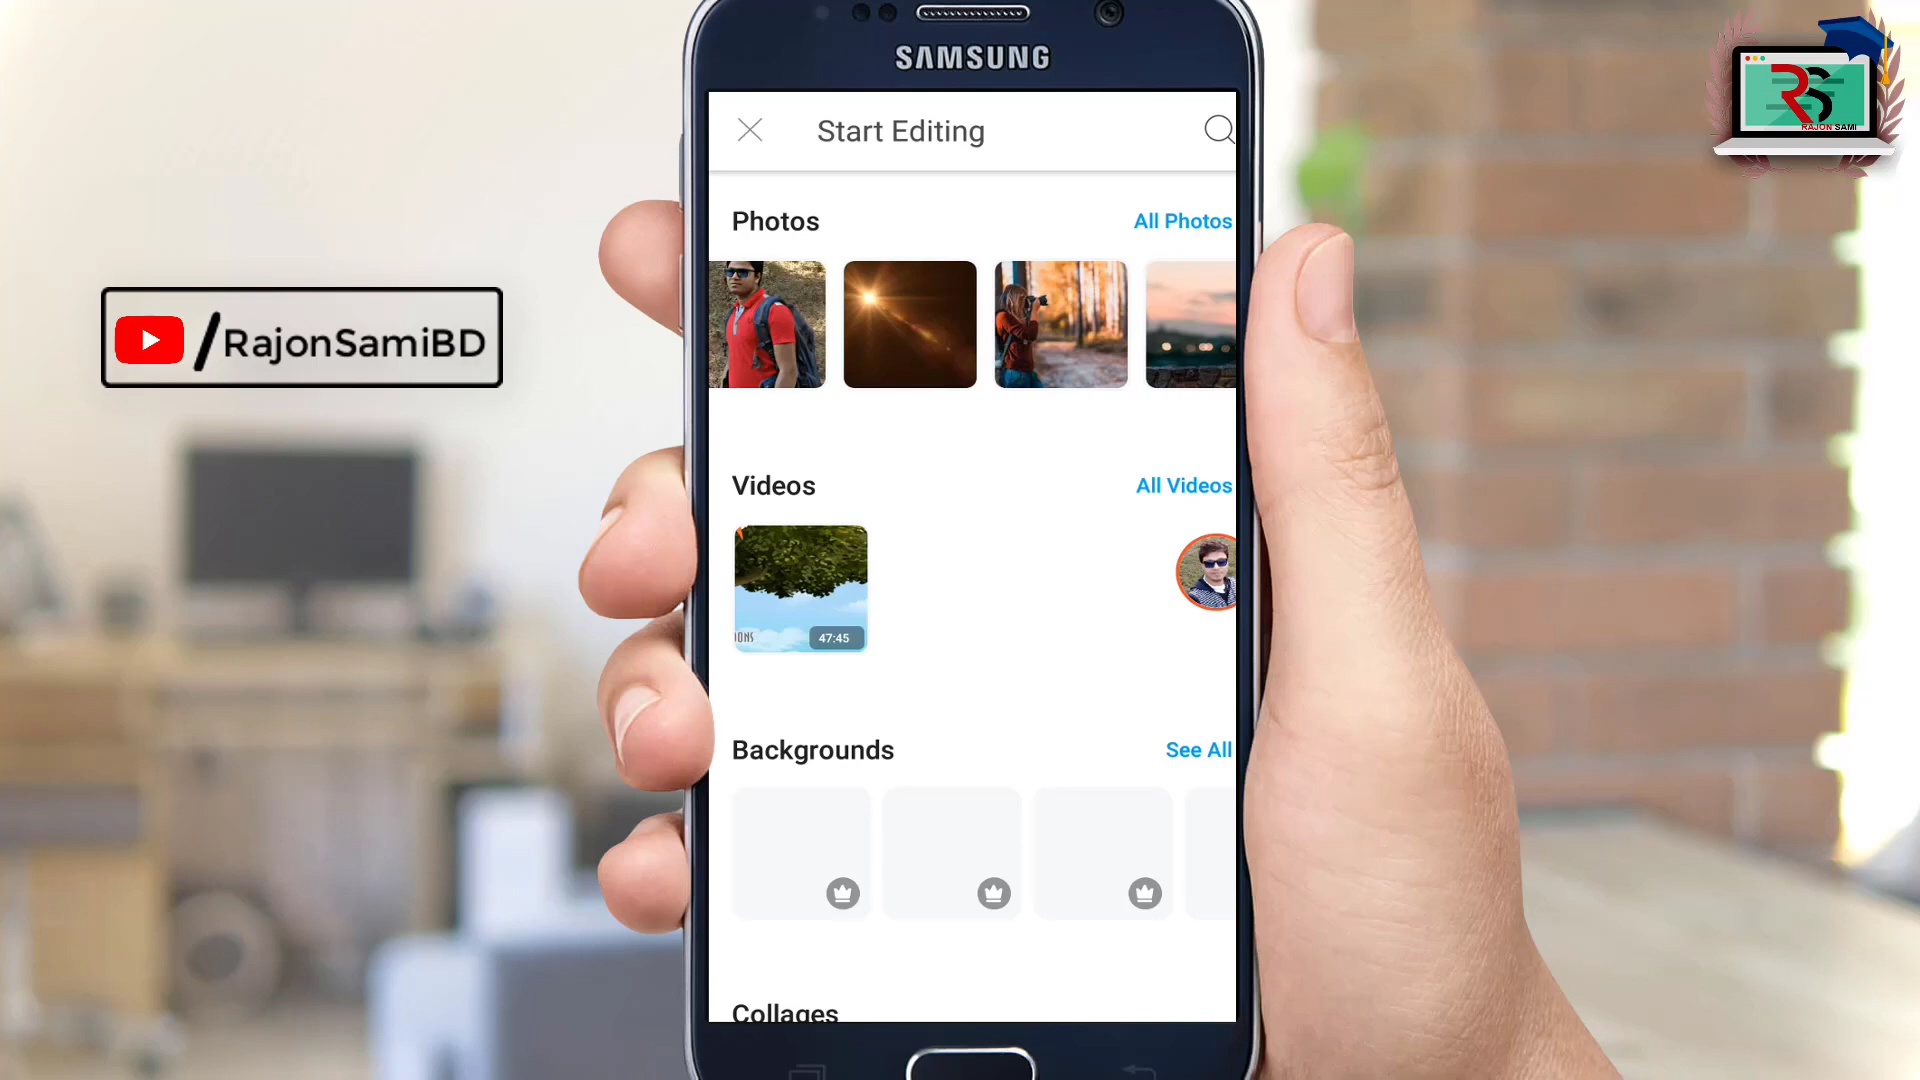 SAMSUNG
RS
RAJON SAMI
Start Editing
Photos
All Photos
/RajonSamiBD
Videos
All Videos
47:45
Backgrounds
See All
Collages